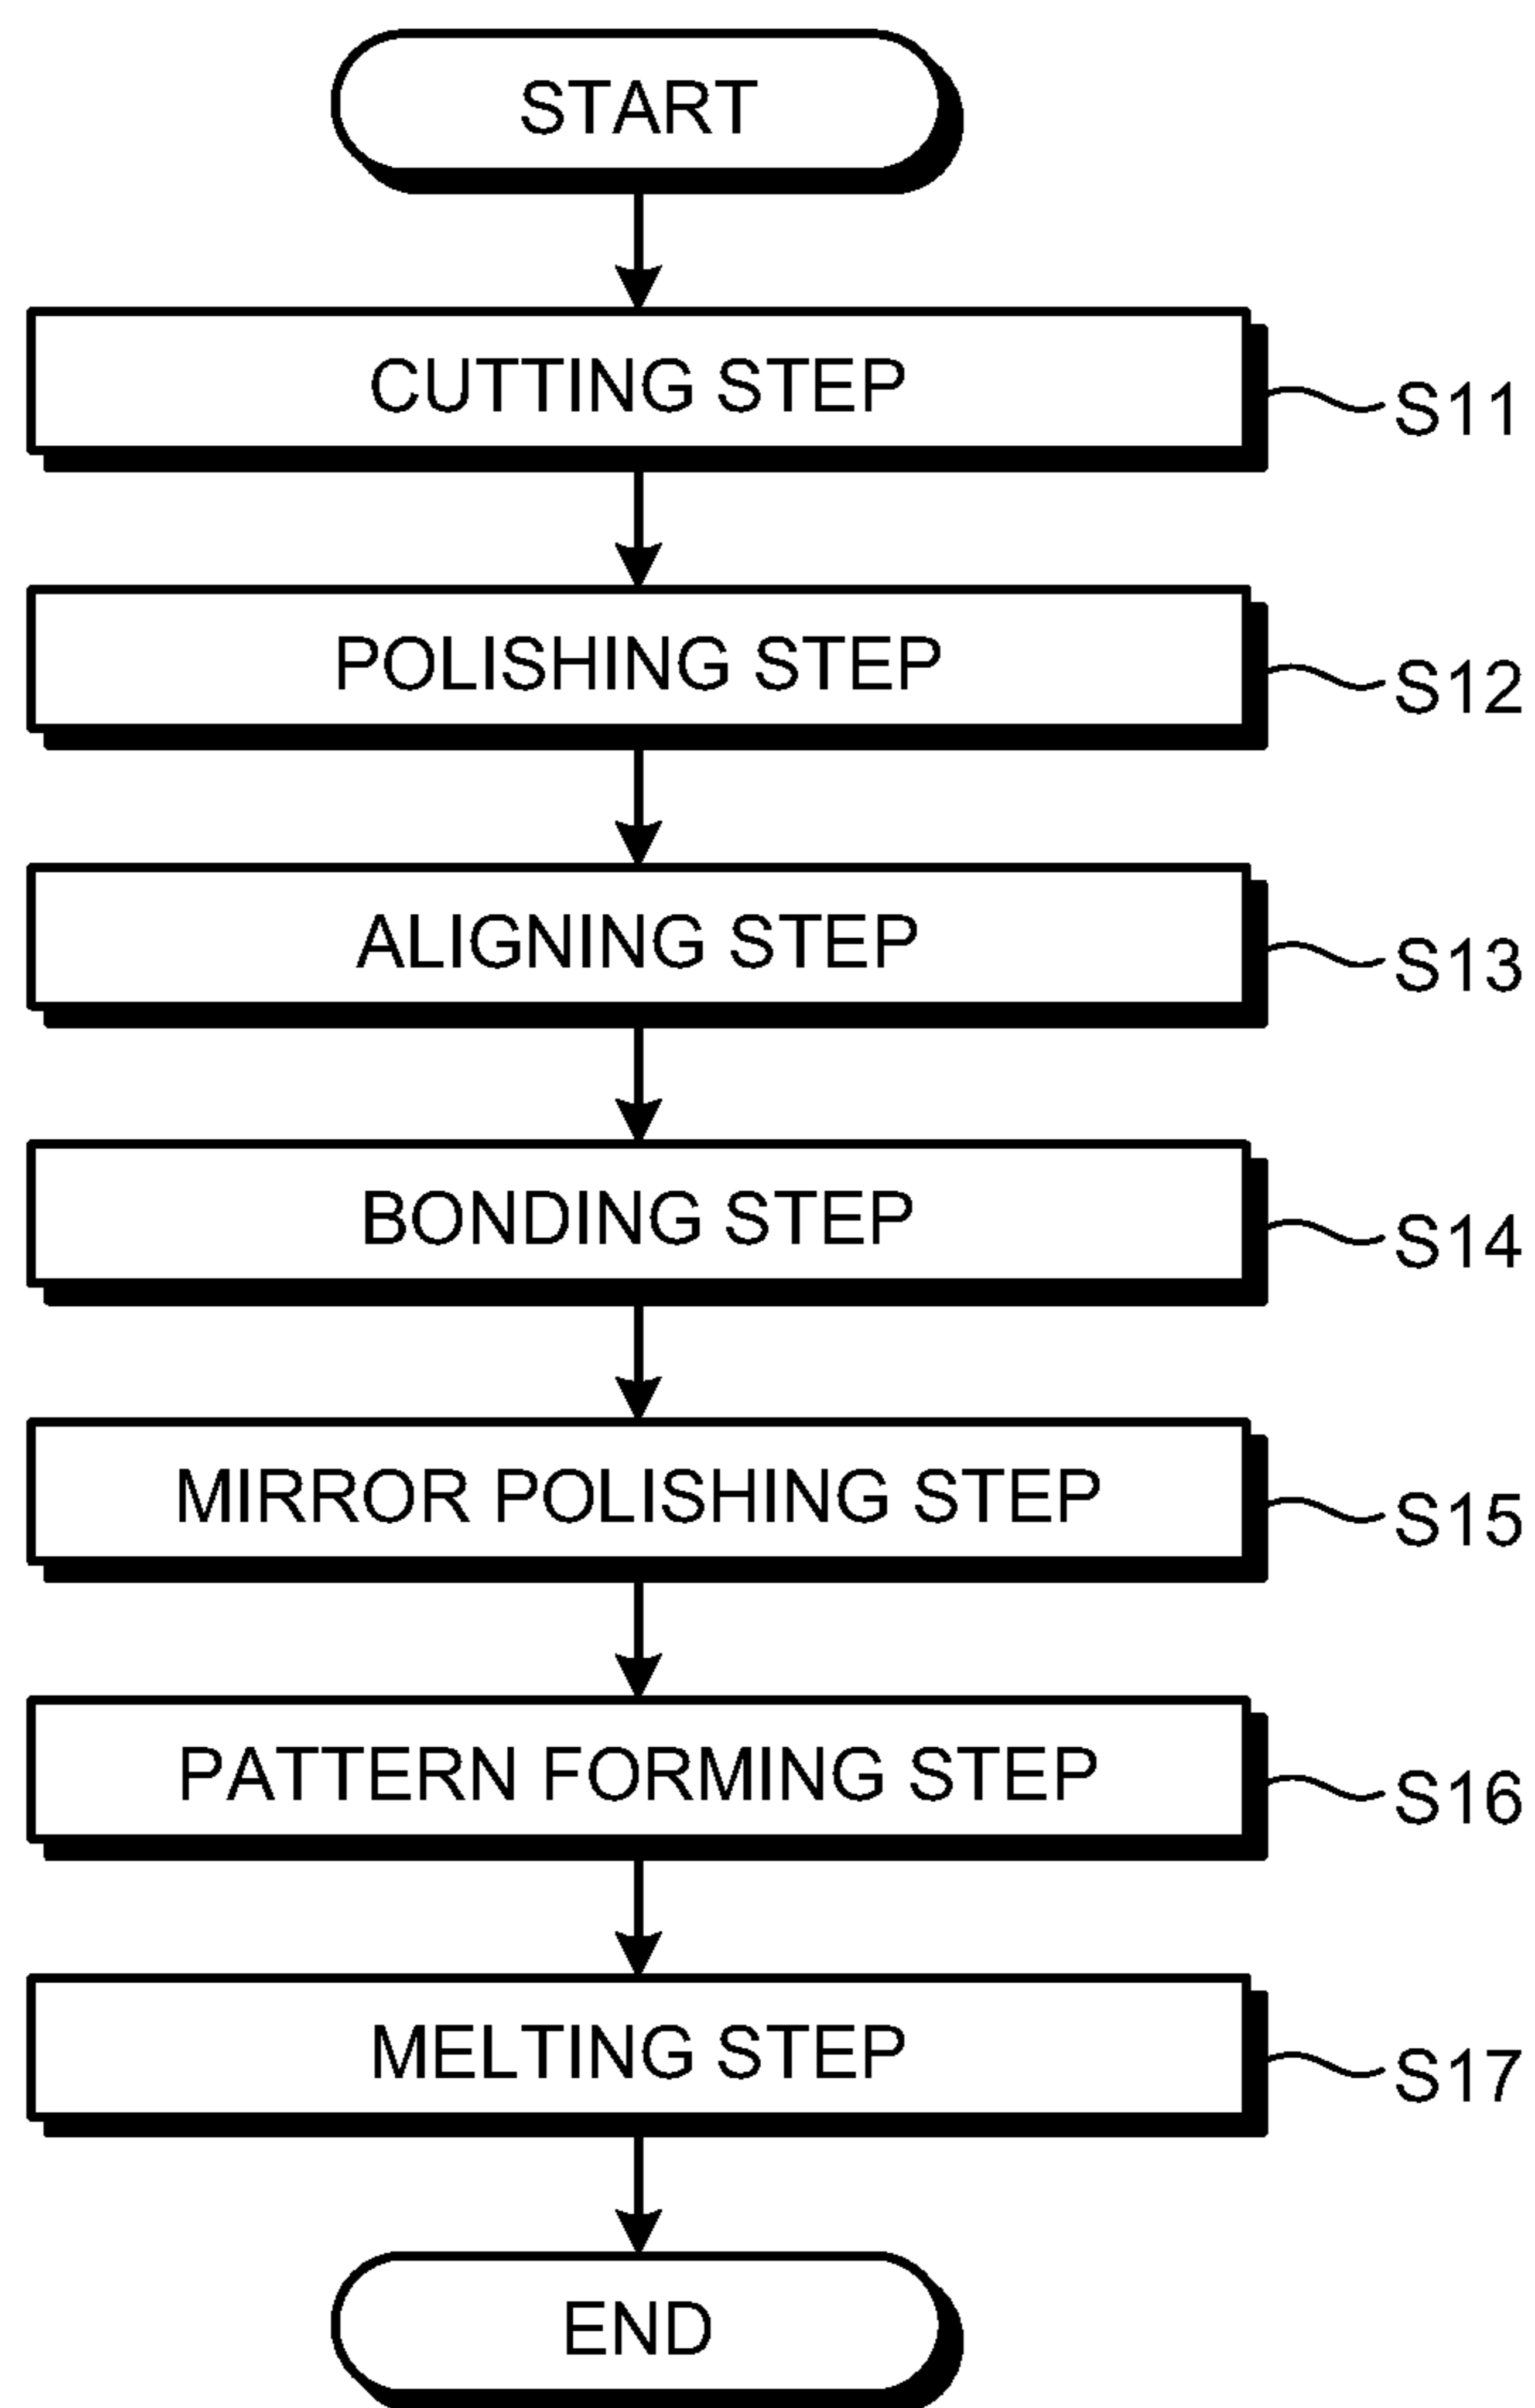 START
CUTTING STEP
S11
POLISHING STEP
S12
ALIGNING STEP
S13
BONDING STEP
S14
MIRROR POLISHING STEP
S15
PATTERN FORMING STEP
S16
MELTING STEP
S17
END